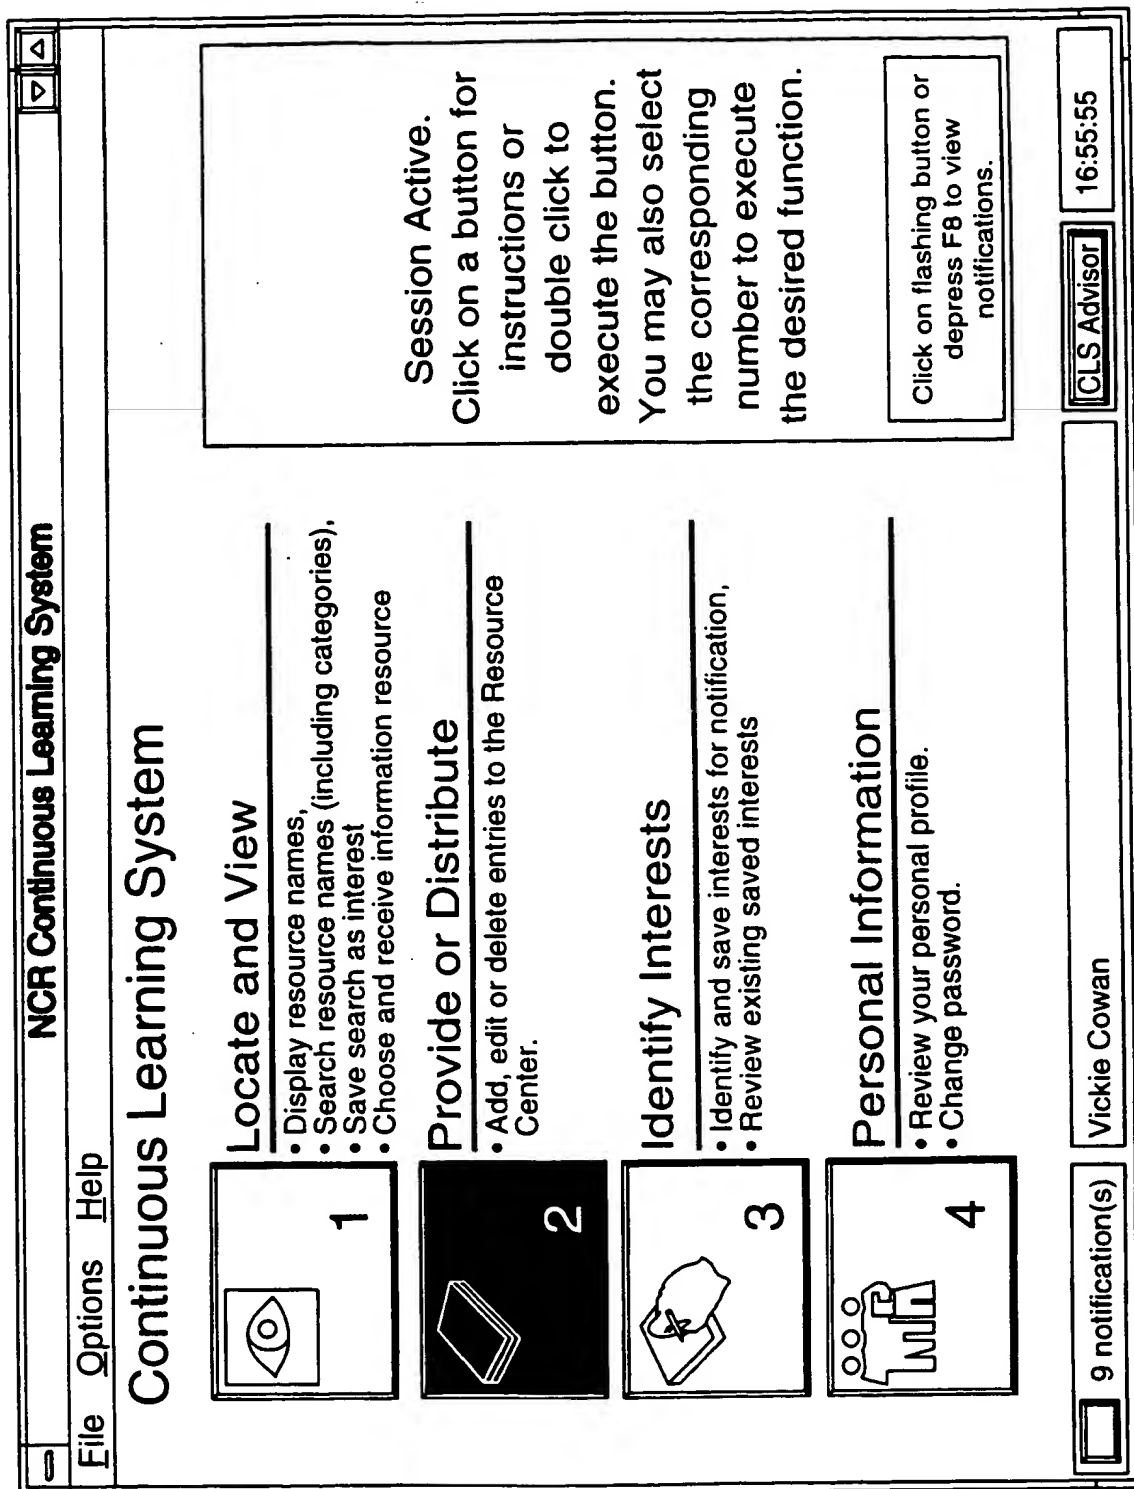 NCR Continuous Learning System
File Options Help
Continuous Learning System
1
Locate and View
• Display resource names,
• Search resource names (including categories),
• Save search as interest
• Choose and receive information resource
2
Provide or Distribute
• Add, edit or delete entries to the Resource
Center.
3
Identify Interests
• Identify and save interests for notification,
• Review existing saved interests
4
Personal Information
• Review your personal profile.
• Change password.
Session Active.
Click on a button for
instructions or
double click to
execute the button.
You may also select
the corresponding
number to execute
the desired function.
Click on flashing button or
depress F8 to view
notifications.
9 notification(s)
Vickie Cowan
CLS Advisor
16:55:55